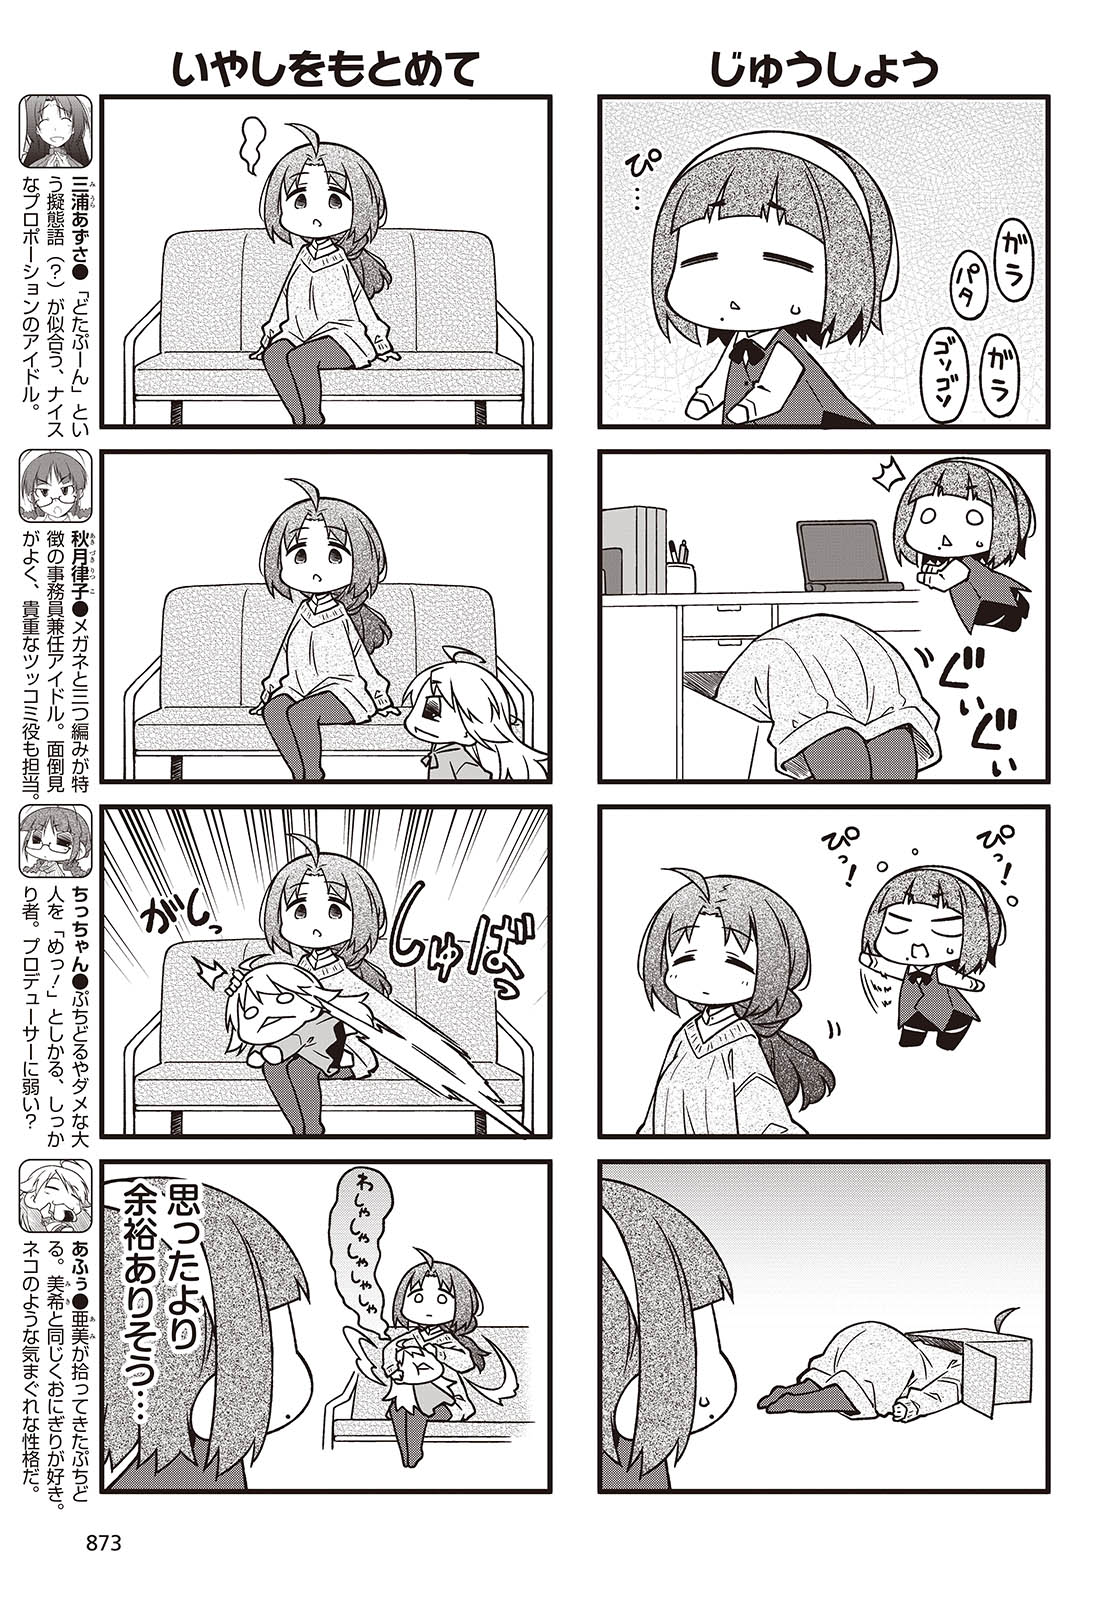 じゅうしょう
ぴぃ…
ガラ
パタ
ガラ
ゴソゴソ
ぐいぐい
ぴっ!
ぴっ!
いやしをもとめて
がしっ
しゅばっ
わしゃしゃしゃしゃ
思ったより
余裕ありそう…
三浦あずさ●「どたぷーん」とい
う擬態語(?)が似合う、ナイス
なプロポーションのアイドル。
秋月律子●メガネと三つ編みが特
徴の事務員兼任アイドル。面倒見
がよく、貴重なツッコミ役も担当。
ちっちゃん●ぷちどるやダメな大
人を「めっ!」としかる、しっか
り者。プロデューサーに弱い?
あふぅ●亜美が拾ってきたぷちど
る。美希と同じくおにぎりが好き。
ネコのような気まぐれな性格だ。
873